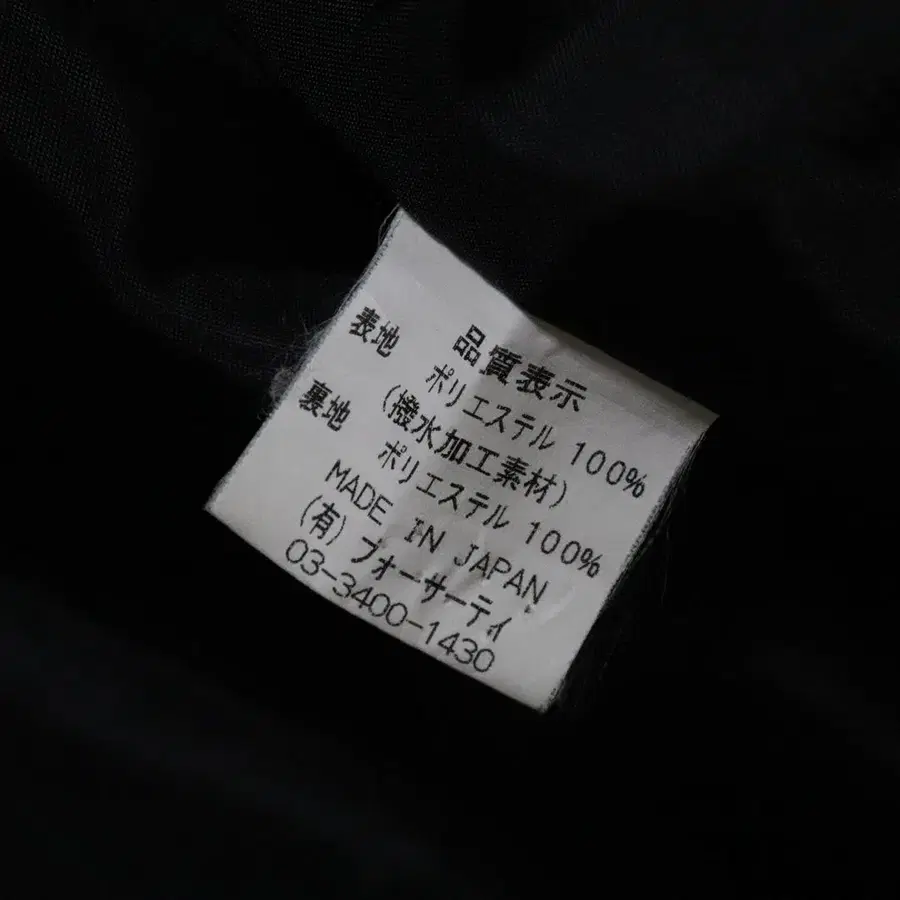 品質表示
表地 ポリエステル 100%
(撥水加工素材)
裏地 ポリエステル 100%
MADE IN JAPAN
(有)フォーサーティ
03-3400-1430